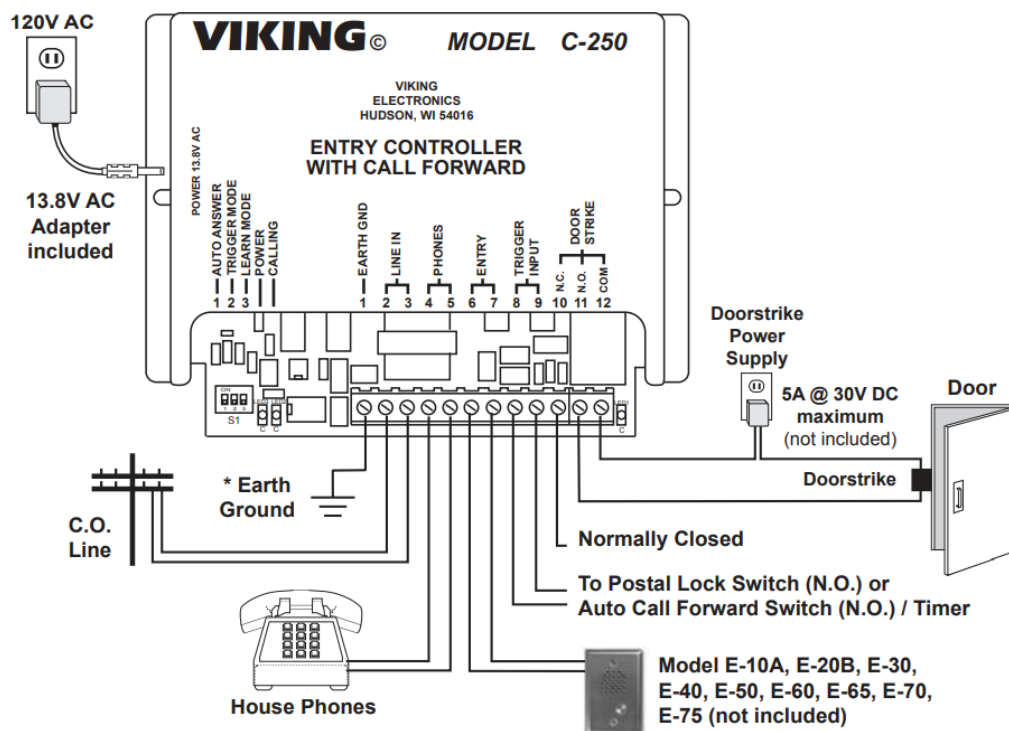 120V AC
VIKING©
MODEL C-250
VIKING
ELECTRONICS
HUDSON, WI 54016
ENTRY CONTROLLER
WITH CALL FORWARD
13.8V AC
Adapter
included
POWER 13.8V AC
AUTO ANSWER
TRIGGER MODE
LEARN MODE
POWER
CALLING
1 2 3
EARTH GND
LINE IN
PHONES
ENTRY
TRIGGER
INPUT
DOOR
STRIKE
N.C.
N.O.
COM
1 2 3 4 5 6 7 8 9 10 11 12
ON
1 2 3
S1
C C
LED1
C
Doorstrike
Power
Supply
5A @ 30V DC
maximum
(not included)
Door
Doorstrike
* Earth
Ground
C.O.
Line
Normally Closed
To Postal Lock Switch (N.O.) or
Auto Call Forward Switch (N.O.) / Timer
House Phones
Model E-10A, E-20B, E-30,
E-40, E-50, E-60, E-65, E-70,
E-75 (not included)